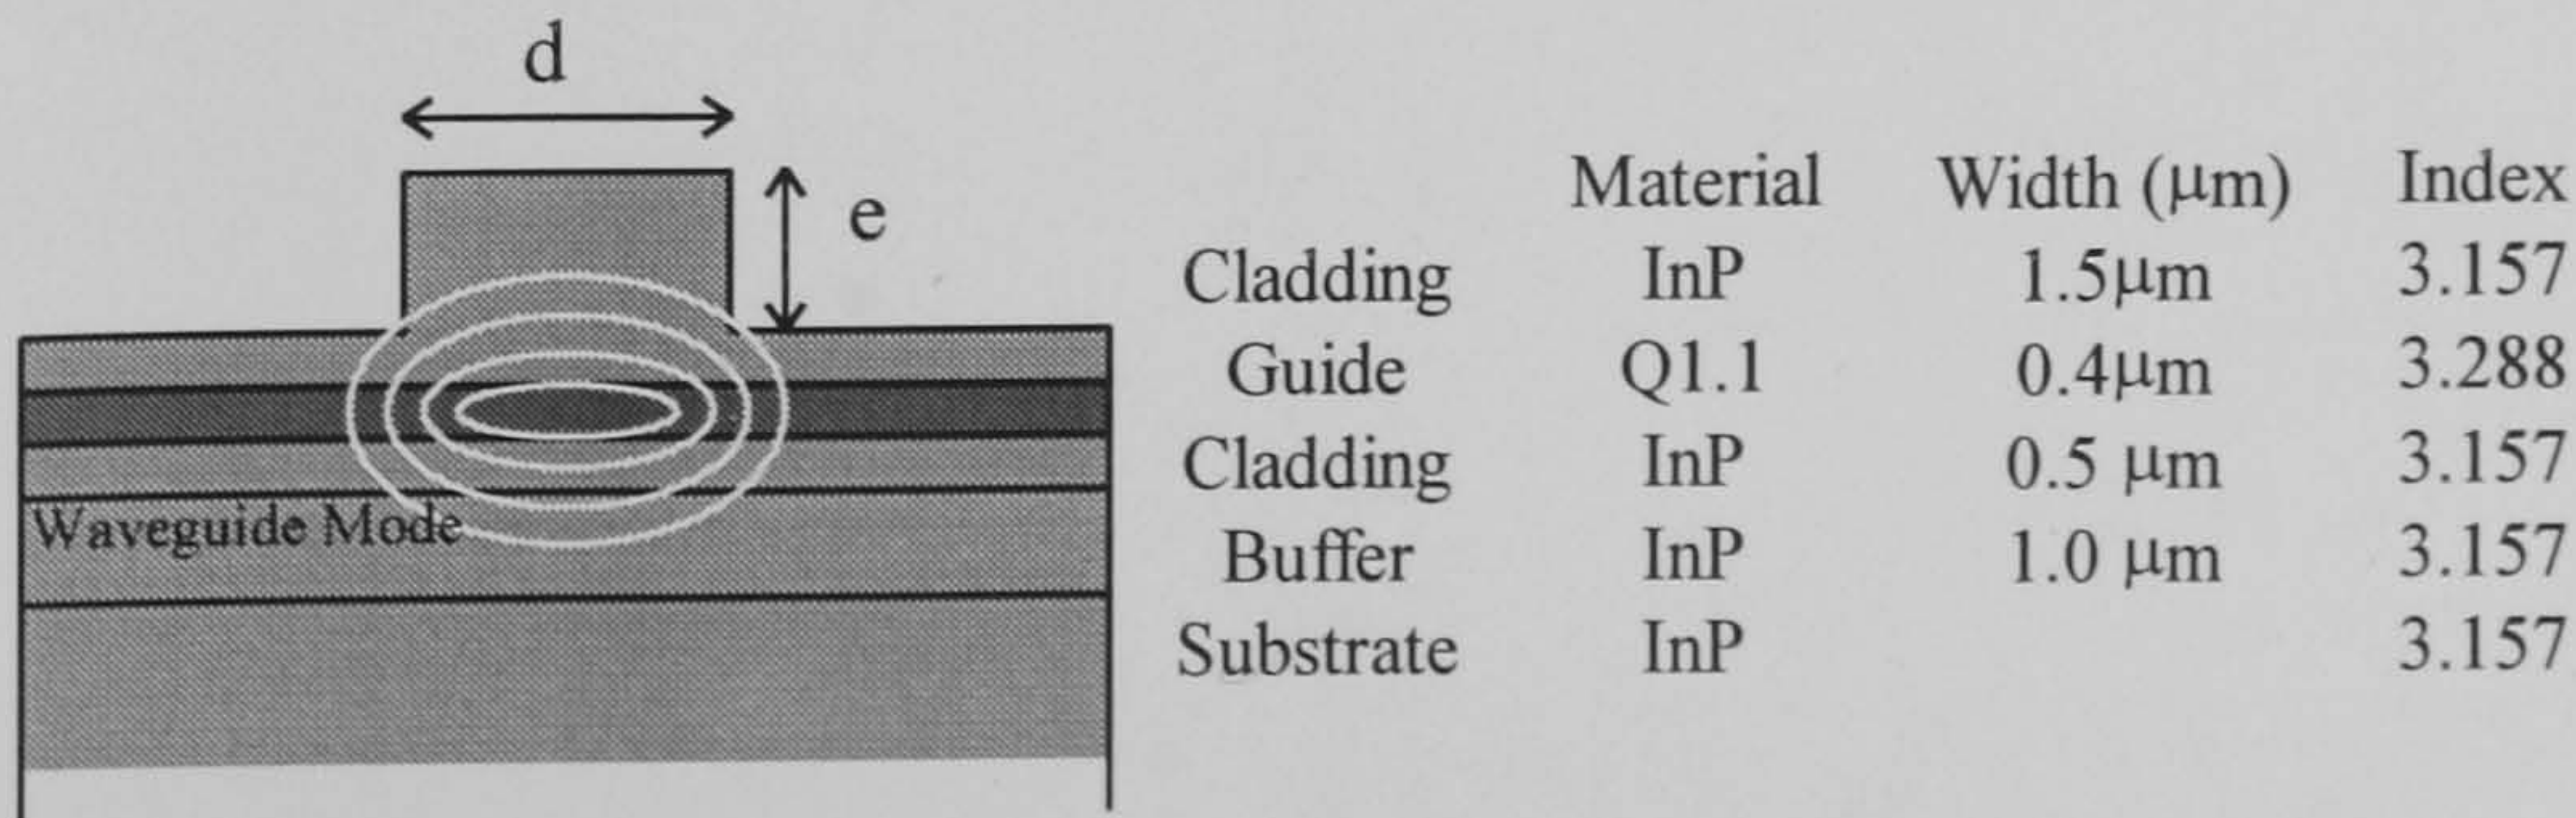 d
e
Waveguide Mode
Material Width (μm) Index
Cladding InP 1.5μm 3.157
Guide Q1.1 0.4μm 3.288
Cladding InP 0.5 μm 3.157
Buffer InP 1.0 μm 3.157
Substrate InP 3.157